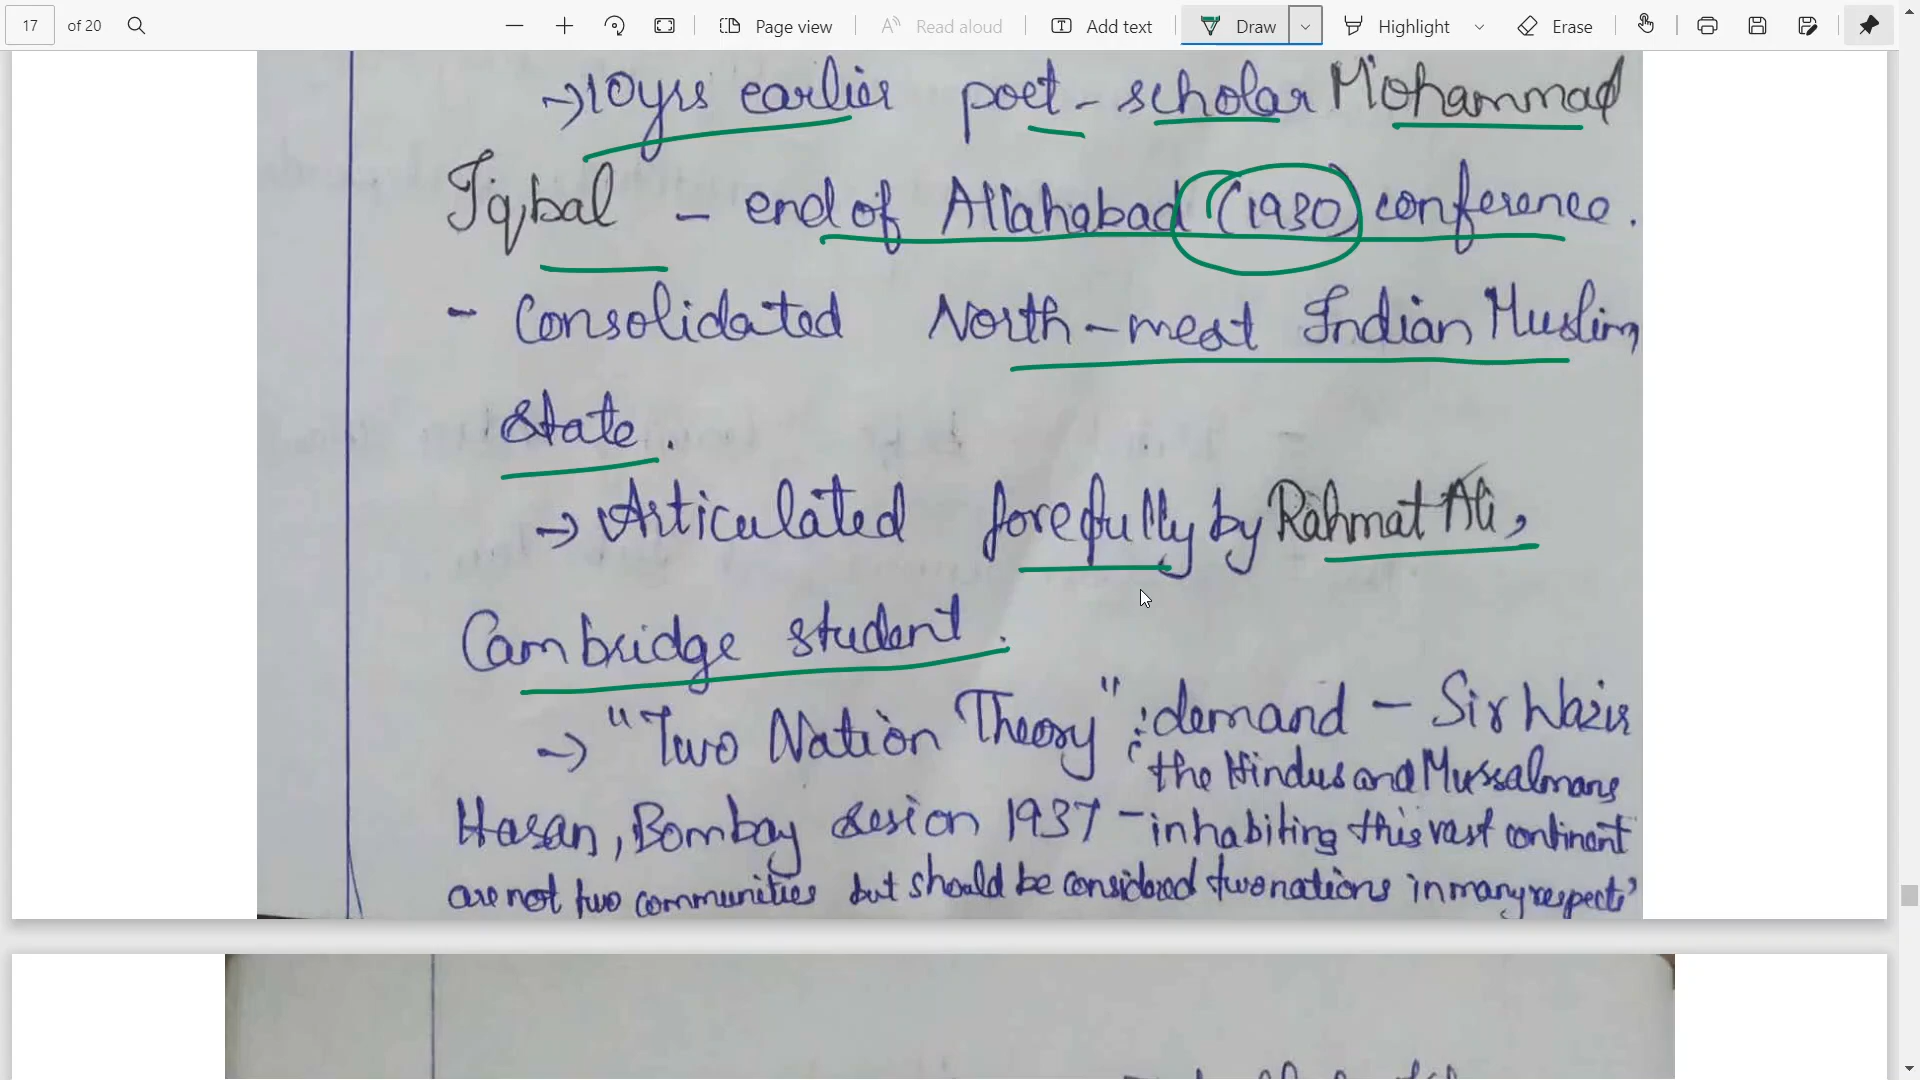 17 of 20 Page view Read aloud Add text Draw Highlight Erase
→10yrs earlier poet - scholar Mohammad
Iqbal - end of Allahabad (1930) conference.
- Consolidated North-mest Indian Muslim
State.
→ Articulated forefully by Rahmat Ali,
Cambridge student.
→ "Two Nation Theory" : demand - Sir Wazir
"the Hindus and Mussalmans
Hasan, Bombay sesion 1937 - inhabiting this vast continent
are not two communities but should be considered two nations in many respects"